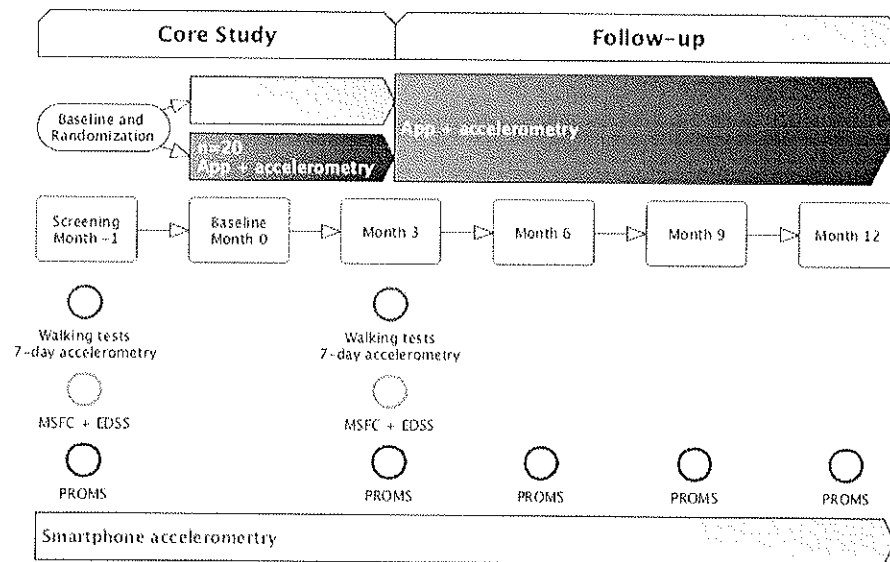 Core Study
Follow-up
Baseline and
Randomization
n=20
App + accelerometry
App + accelerometry
Screening
Month -1
Baseline
Month 0
Month 3
Month 6
Month 9
Month 12
Walking tests
7-day accelerometry
Walking tests
7-day accelerometry
MSFC + EDSS
MSFC + EDSS
PROMS
PROMS
PROMS
PROMS
PROMS
Smartphone acceleromertry